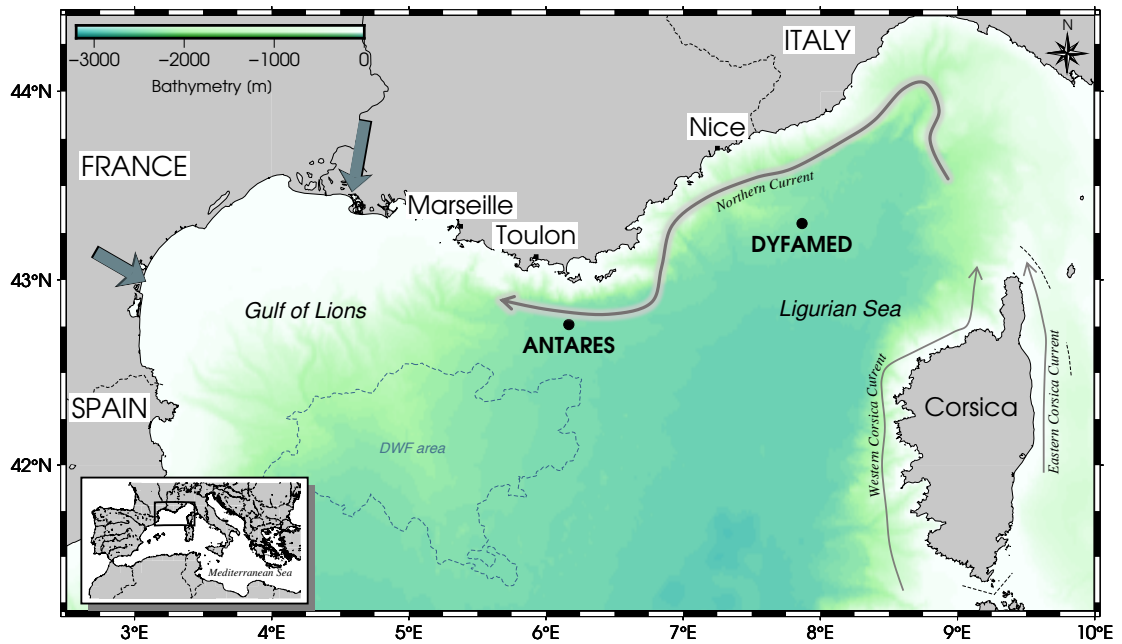 ITALY
N
−3000
−2000
−1000
0
Bathymetry (m)
44°N
Nice
FRANCE
Northern Current
Marseille
Toulon
DYFAMED
43°N
Gulf of Lions
Ligurian Sea
ANTARES
Western Corsica Current
Eastern Corsica Current
SPAIN
Corsica
DWF area
42°N
Mediterranean Sea
3°E
4°E
5°E
6°E
7°E
8°E
9°E
10°E